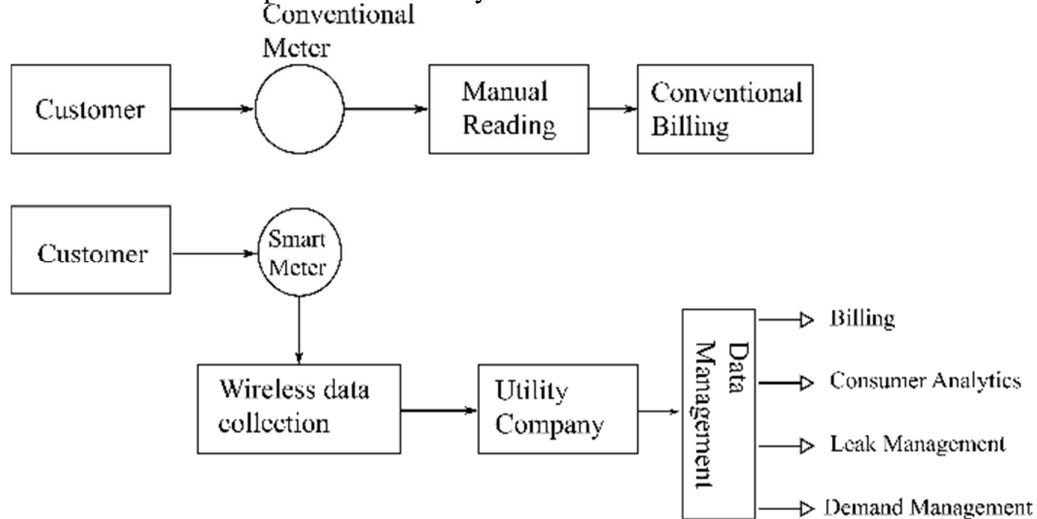 Conventional
Meter
Customer
Manual
Reading
Conventional
Billing
Customer
Smart
Meter
Wireless data
collection
Utility
Company
Data
Management
Billing
Consumer Analytics
Leak Management
Demand Management